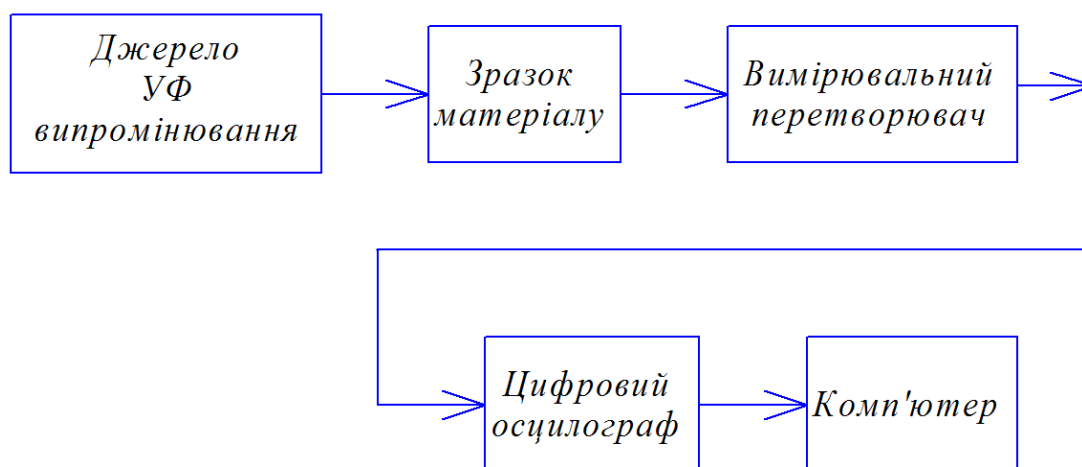 Джерело
УФ
випромінювання
Зразок
матеріалу
Вимірювальний
перетворювач
Цифровий
осцилограф
Комп'ютер